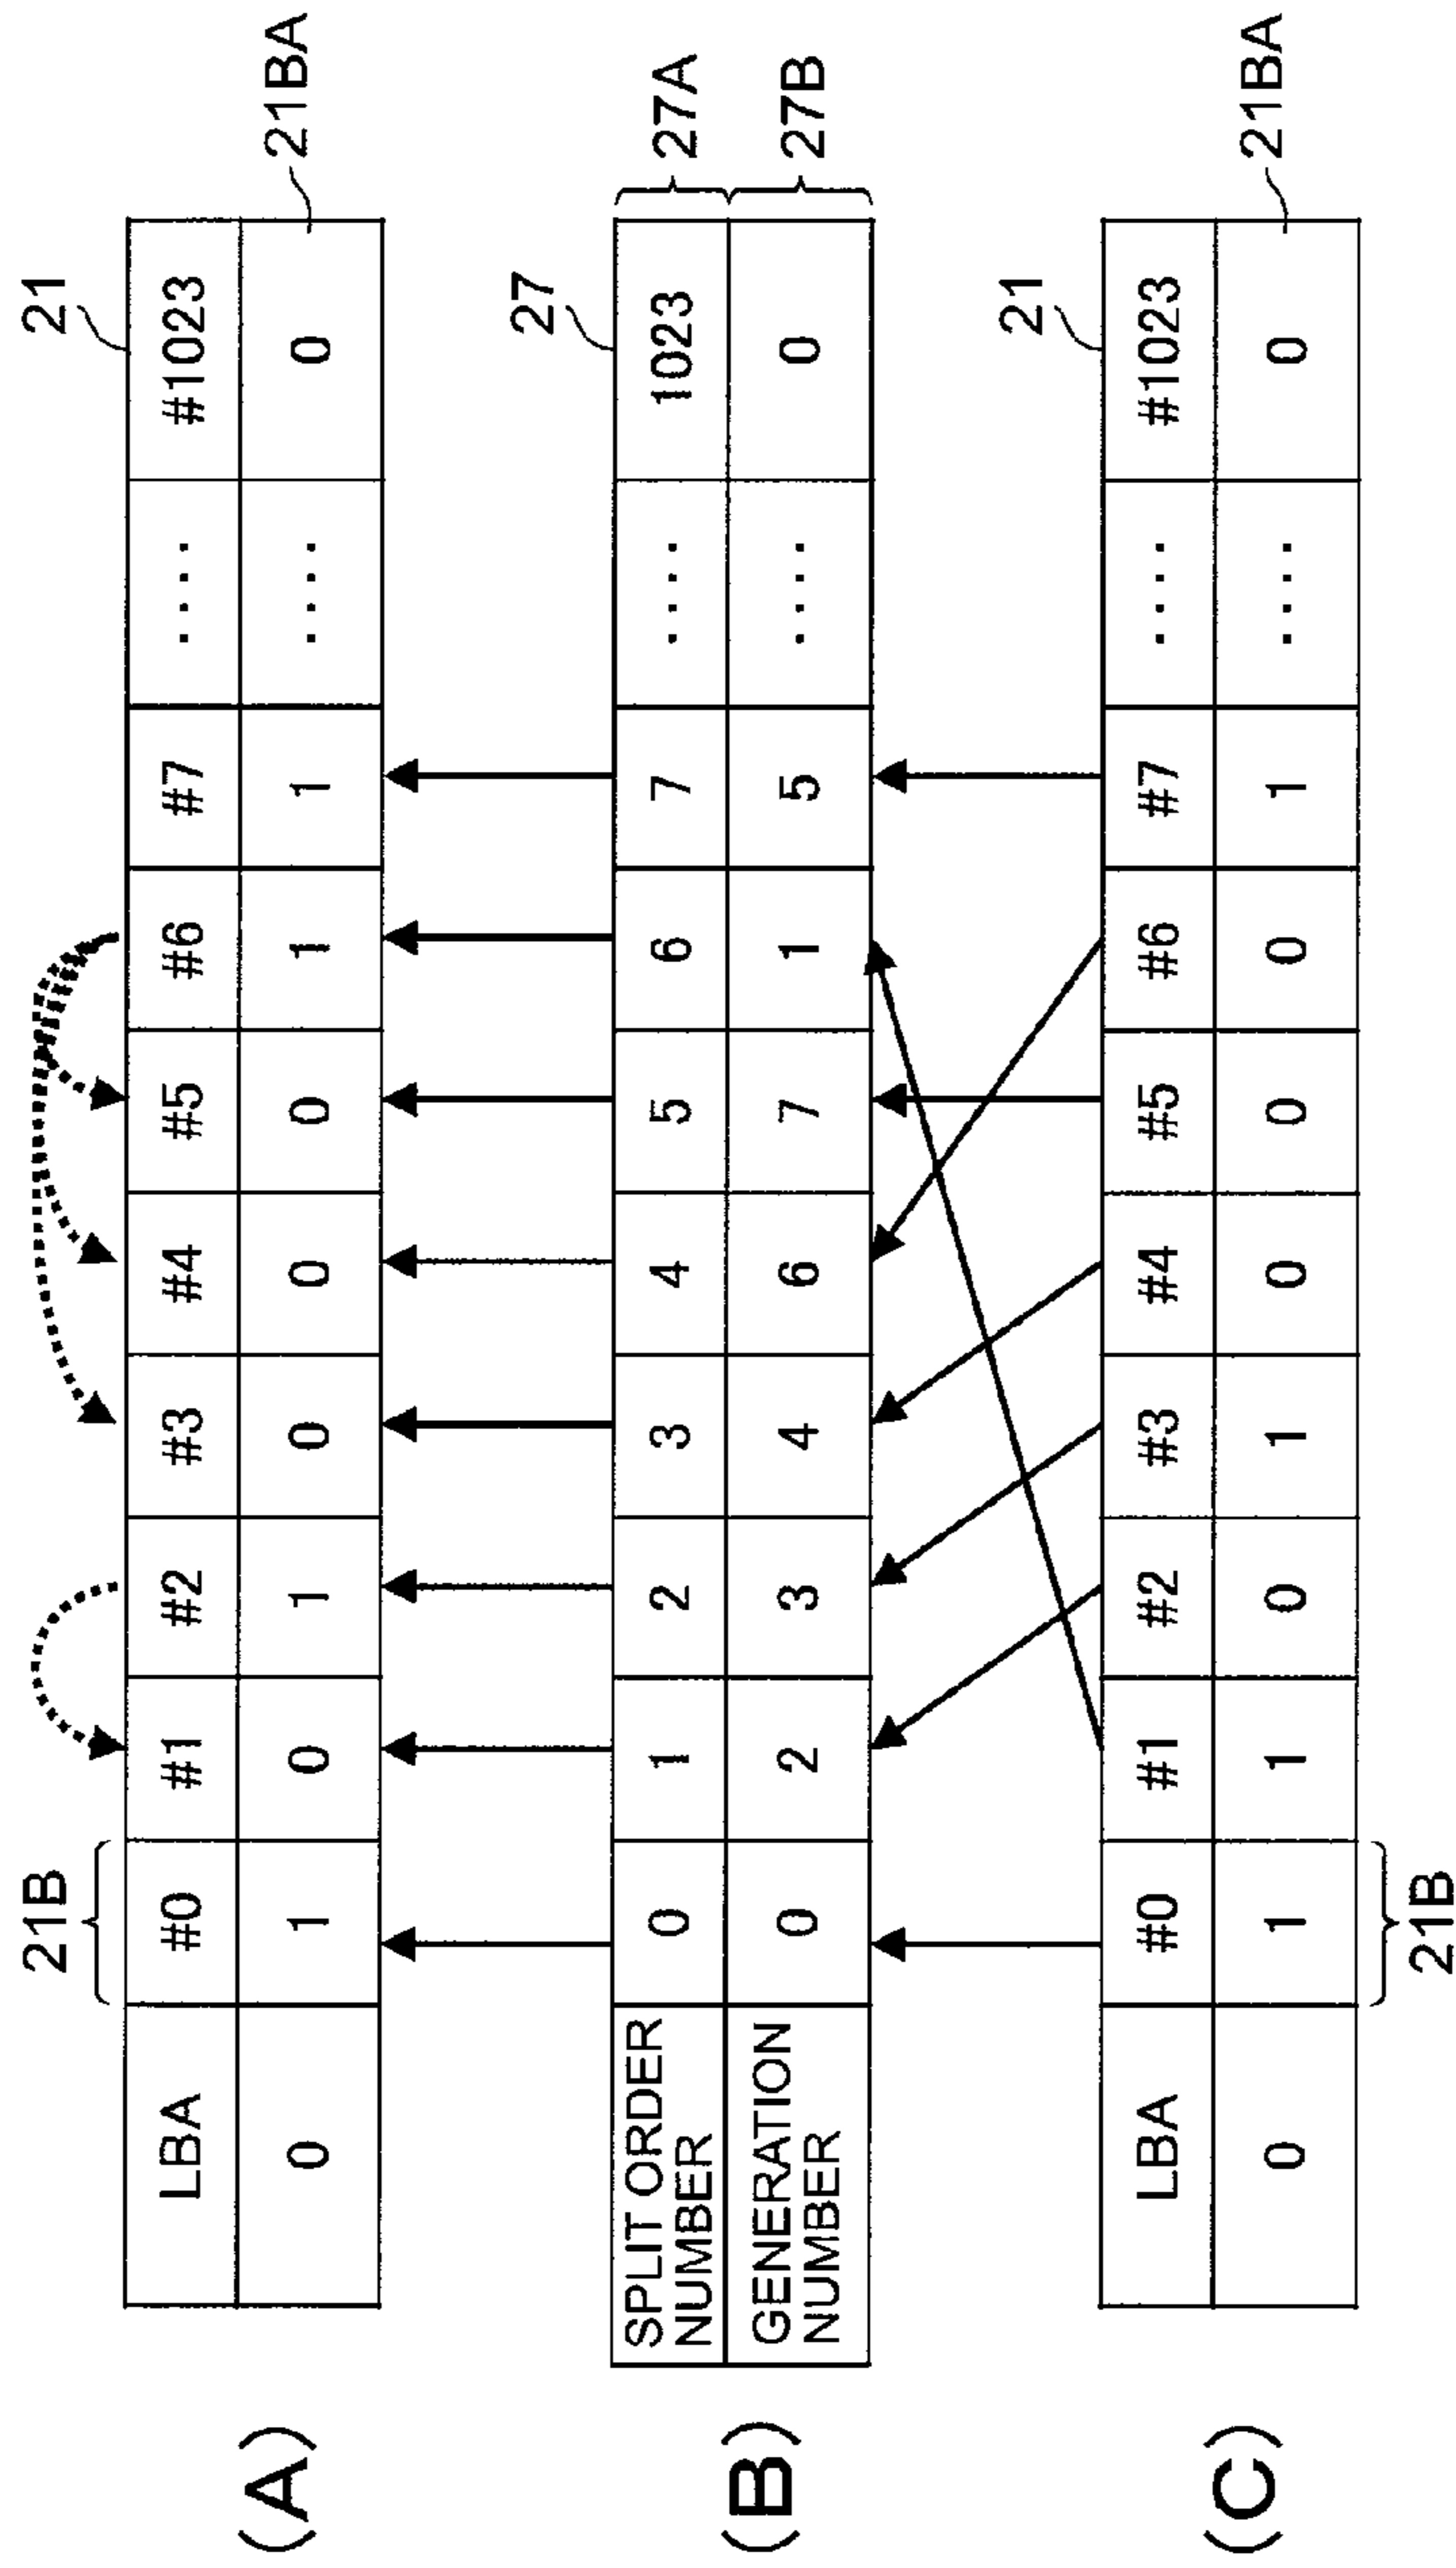 (A)
21B
21
LBA #0 #1 #2 #3 #4 #5 #6 #7 .... #1023
0 1 0 1 0 0 0 1 1 .... 0
21BA
(B)
27
SPLIT ORDER NUMBER 0 1 2 3 4 5 6 7 .... 1023
27A
GENERATION NUMBER 0 2 3 4 6 7 1 5 .... 0
27B
(C)
21
LBA #0 #1 #2 #3 #4 #5 #6 #7 .... #1023
0 1 1 0 1 0 0 0 1 .... 0
21BA
21B